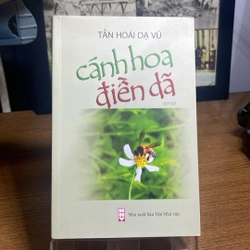 TẦN HOÀI DẠ VŨ
cánh hoa
điền dã
Nhà xuất bản Hội Nhà văn